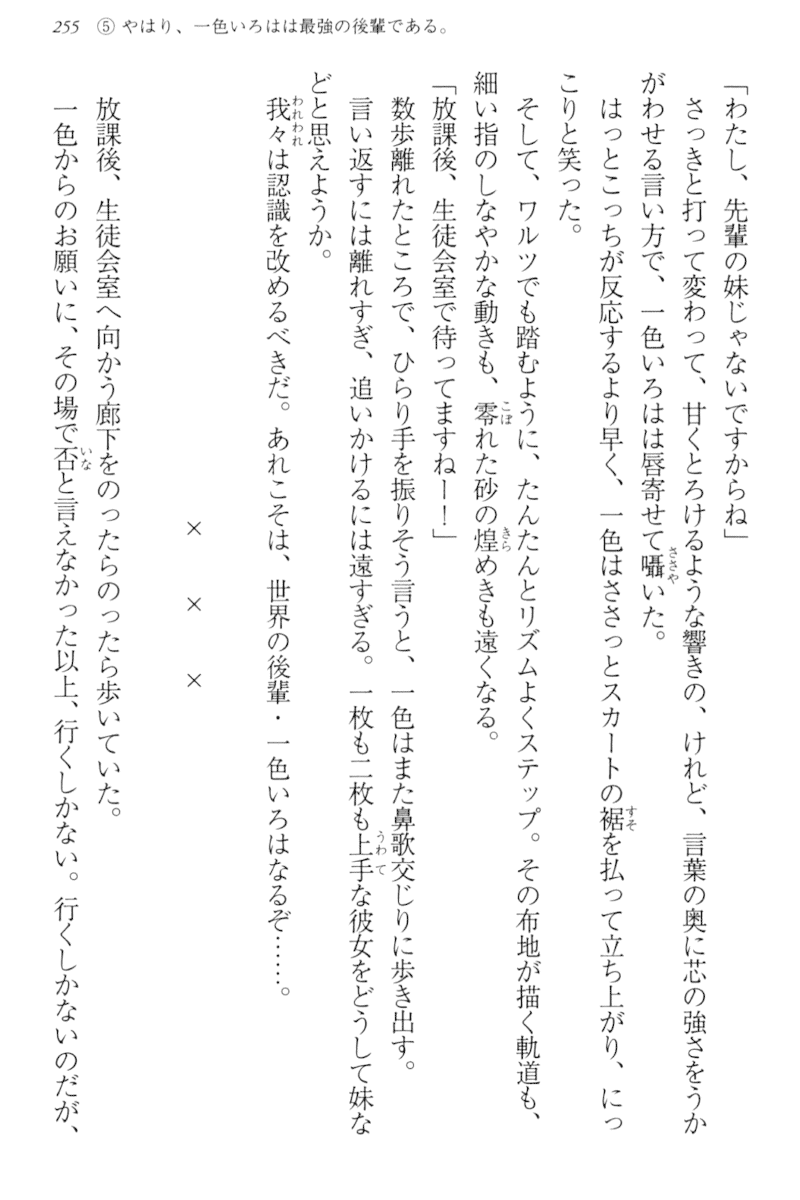 255 ⑤ やはり、一色いろはは最強の後輩である。
「わたし、先輩の妹じゃないですからね」
さっきと打って変わって、甘くとろけるような響きの、けれど、言葉の奥に芯の強さをうか
がわせる言い方で、一色いろはは唇寄せて囁いた。
はっとこっちが反応するより早く、一色はささっとスカートの裾を払って立ち上がり、にっ
こりと笑った。
そして、ワルツでも踏むように、たんたんとリズムよくステップ。その布地が描く軌道も、
細い指のしなやかな動きも、零れた砂の煌めきも遠くなる。
「放課後、生徒会室で待ってますねー！」
数歩離れたところで、ひらり手を振りそう言うと、一色はまた鼻歌交じりに歩き出す。
言い返すには離れすぎ、追いかけるには遠すぎる。一枚も二枚も上手な彼女をどうして妹な
どと思えようか。
我々は認識を改めるべきだ。あれこそは、世界の後輩・一色いろはなるぞ……。
× × ×
放課後、生徒会室へ向かう廊下をのったらのったら歩いていた。
一色からのお願いに、その場で否と言えなかった以上、行くしかない。行くしかないのだが、